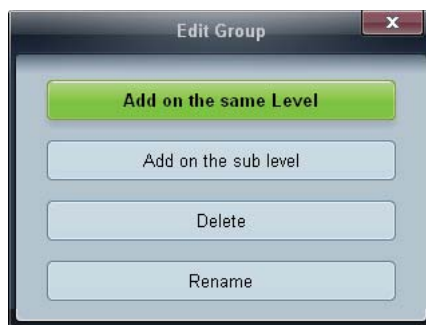 Edit Group
x
Add on the same Level
Add on the sub level
Delete
Rename